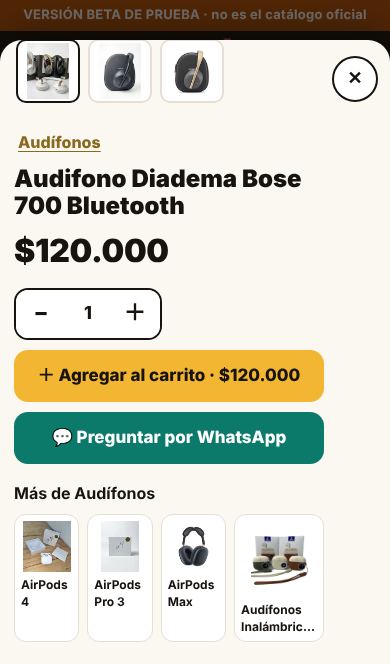 VERSIÓN BETA DE PRUEBA · no es el catálogo oficial
×
Audífonos
Audifono Diadema Bose
700 Bluetooth
$120.000
− 1 +
+ Agregar al carrito · $120.000
💬 Preguntar por WhatsApp
Más de Audífonos
AirPods
4
AirPods
Pro 3
AirPods
Max
Audífonos
Inalámbric...